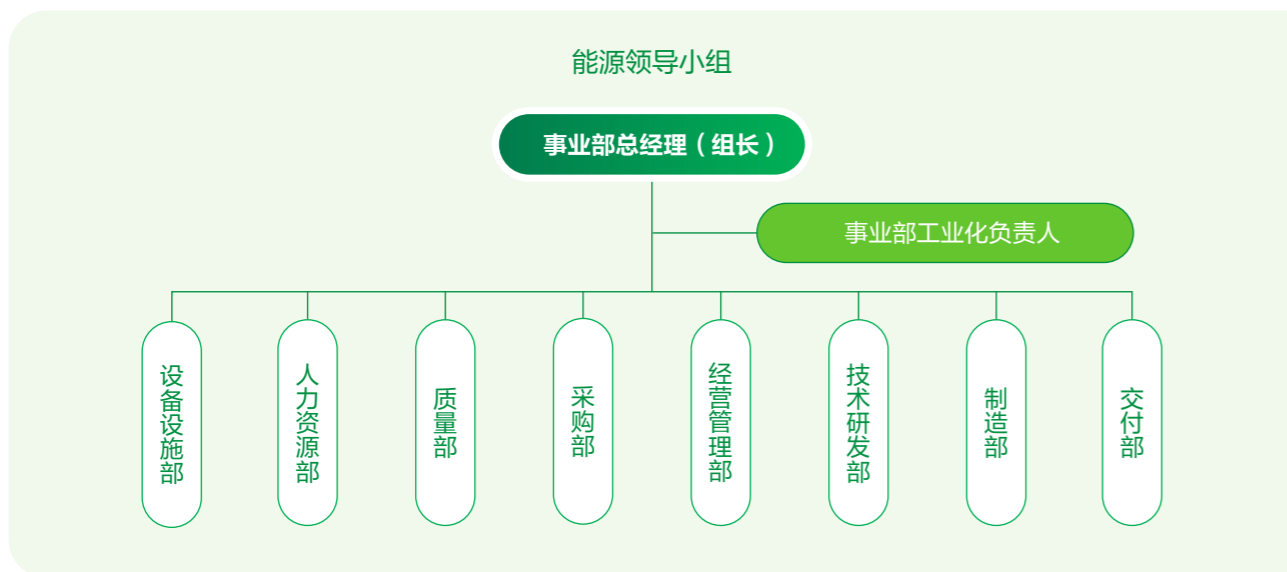 能源领导小组
事业部总经理（组长）
事业部工业化负责人
设备设施部
人力资源部
质量部
采购部
经营管理部
技术研发部
制造部
交付部